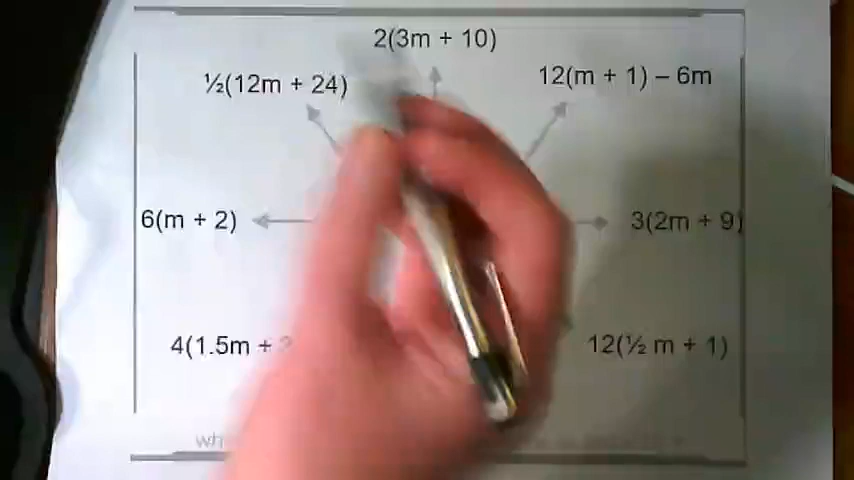 2(3m + 10)
½(12m + 24)
12(m + 1) – 6m
6(m + 2)
3(2m + 9)
4(1.5m +
12(½ m + 1)